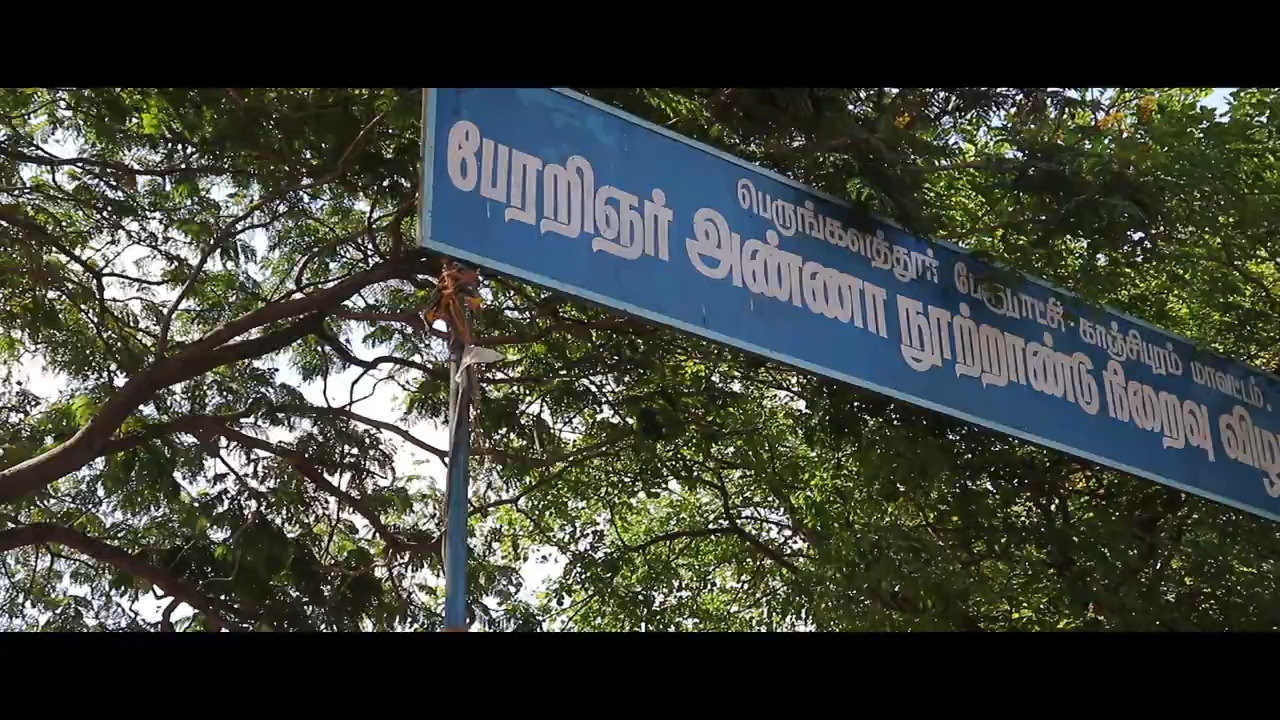 பெருங்களத்தூர் பேரூராட்சி - காஞ்சிபுரம் மாவட்டம்.
பேரறிஞர் அண்ணா நூற்றாண்டு நிறைவு